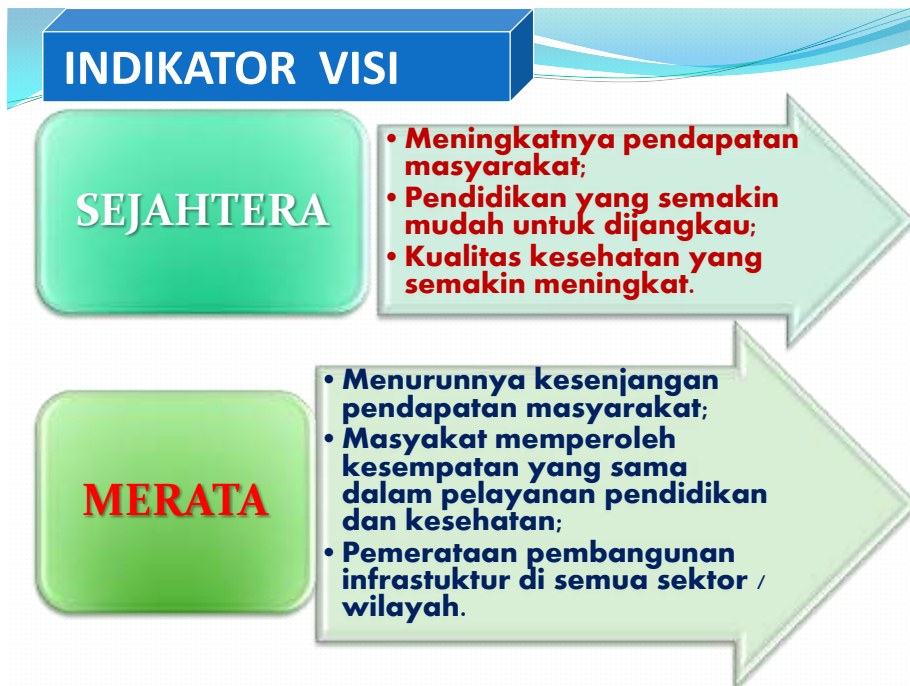 INDIKATOR VISI
SEJAHTERA
• Meningkatnya pendapatan
masyarakat;
• Pendidikan yang semakin
mudah untuk dijangkau;
• Kualitas kesehatan yang
semakin meningkat.
MERATA
• Menurunnya kesenjangan
pendapatan masyarakat;
• Masyakat memperoleh
kesempatan yang sama
dalam pelayanan pendidikan
dan kesehatan;
• Pemerataan pembangunan
infrastuktur di semua sektor /
wilayah.